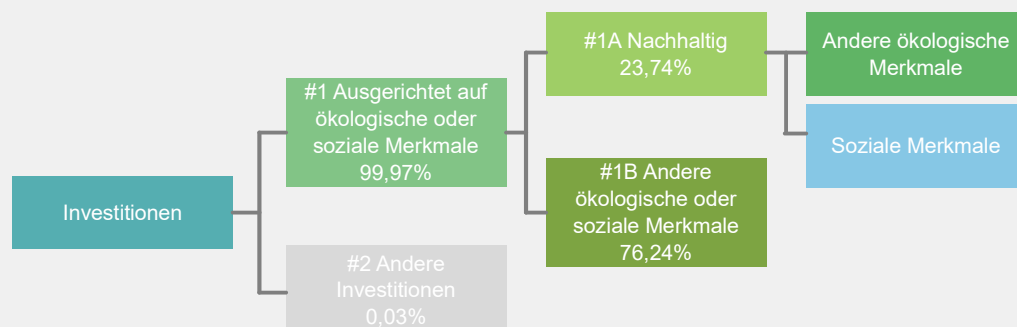 Investitionen
#1 Ausgerichtet auf
ökologische oder
soziale Merkmale
99,97%
#2 Andere
Investitionen
0,03%
#1A Nachhaltig
23,74%
#1B Andere
ökologische oder
soziale Merkmale
76,24%
Andere ökologische
Merkmale
Soziale Merkmale